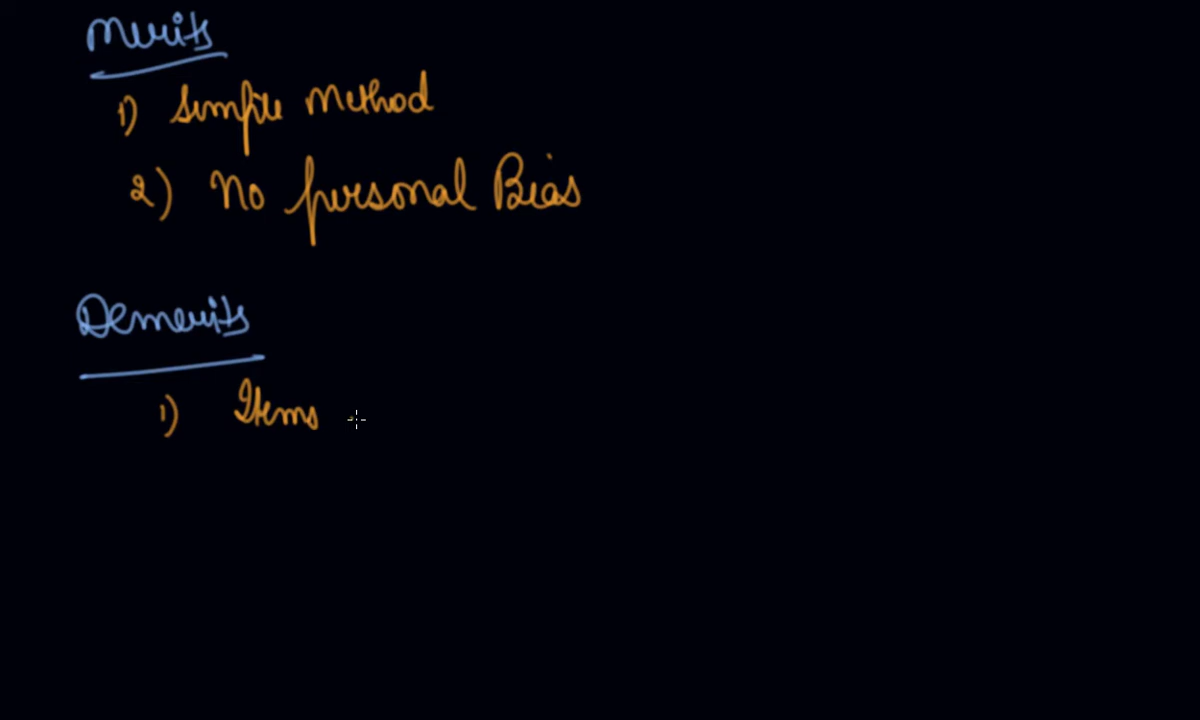 Merits
1) Simple Method
2) No personal Bias
Demerits
1) Items